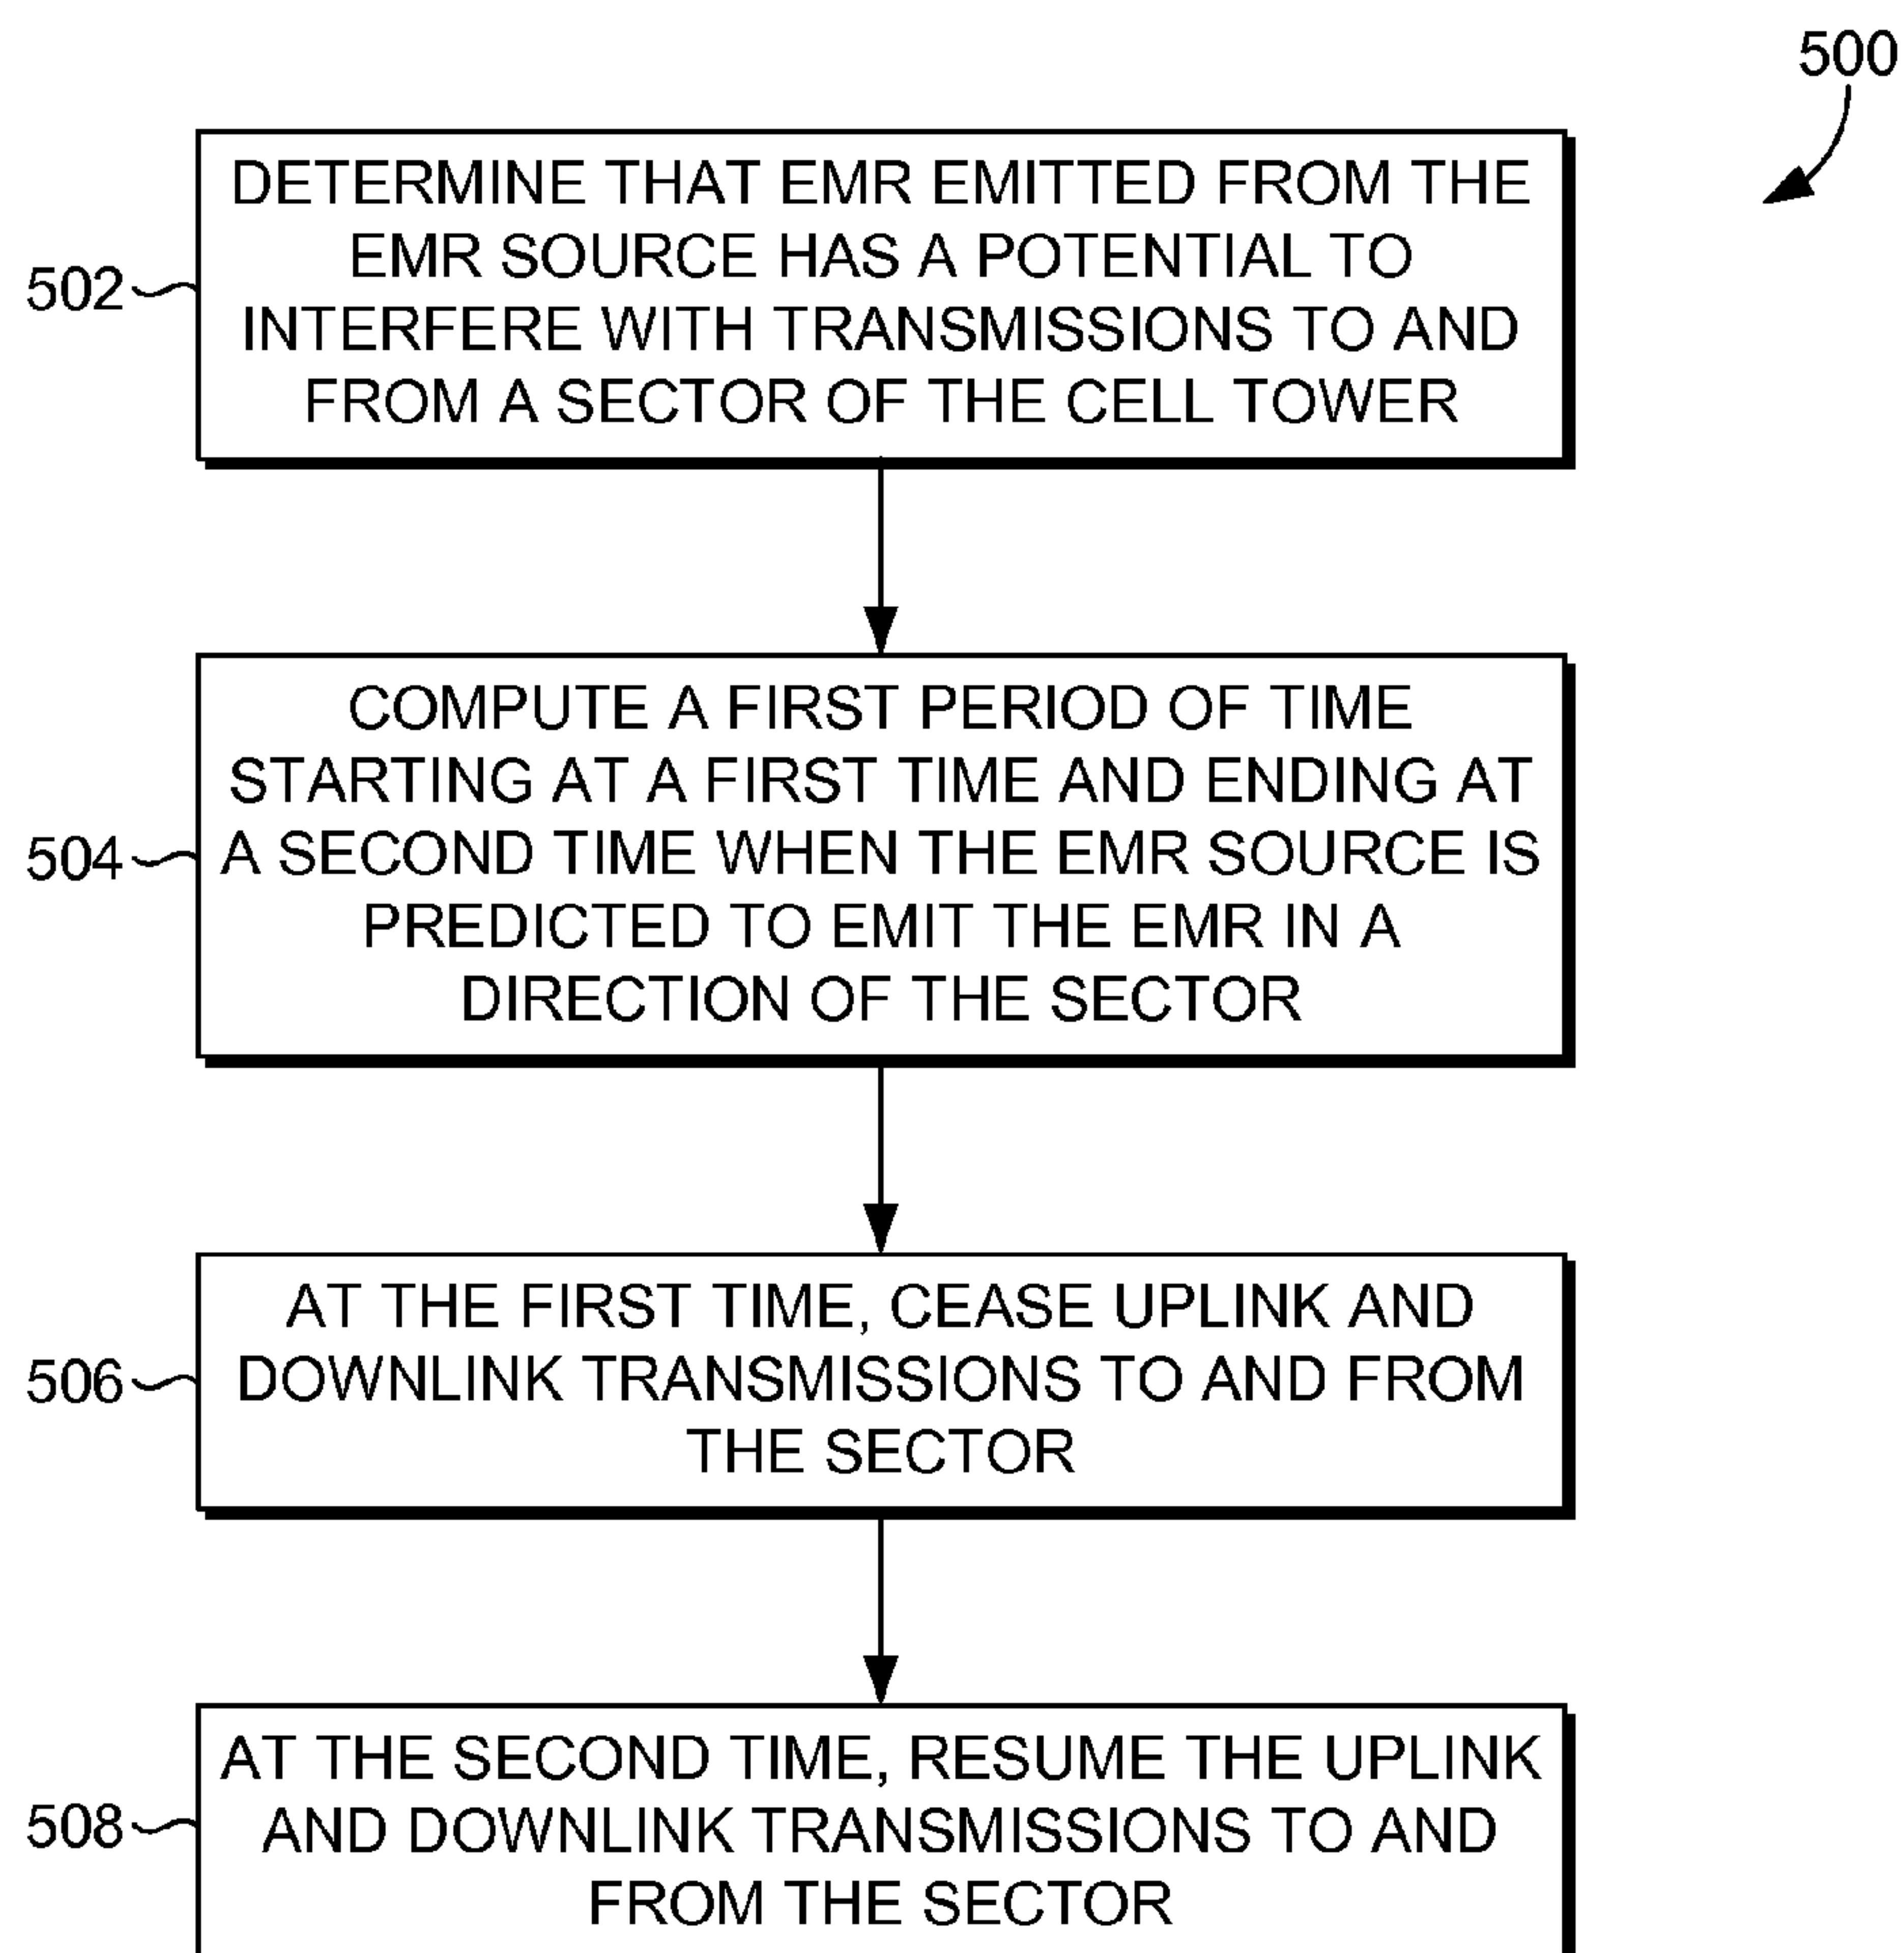 500
DETERMINE THAT EMR EMITTED FROM THE
EMR SOURCE HAS A POTENTIAL TO
INTERFERE WITH TRANSMISSIONS TO AND
FROM A SECTOR OF THE CELL TOWER
502
COMPUTE A FIRST PERIOD OF TIME
STARTING AT A FIRST TIME AND ENDING AT
A SECOND TIME WHEN THE EMR SOURCE IS
PREDICTED TO EMIT THE EMR IN A
DIRECTION OF THE SECTOR
504
AT THE FIRST TIME, CEASE UPLINK AND
DOWNLINK TRANSMISSIONS TO AND FROM
THE SECTOR
506
AT THE SECOND TIME, RESUME THE UPLINK
AND DOWNLINK TRANSMISSIONS TO AND
FROM THE SECTOR
508